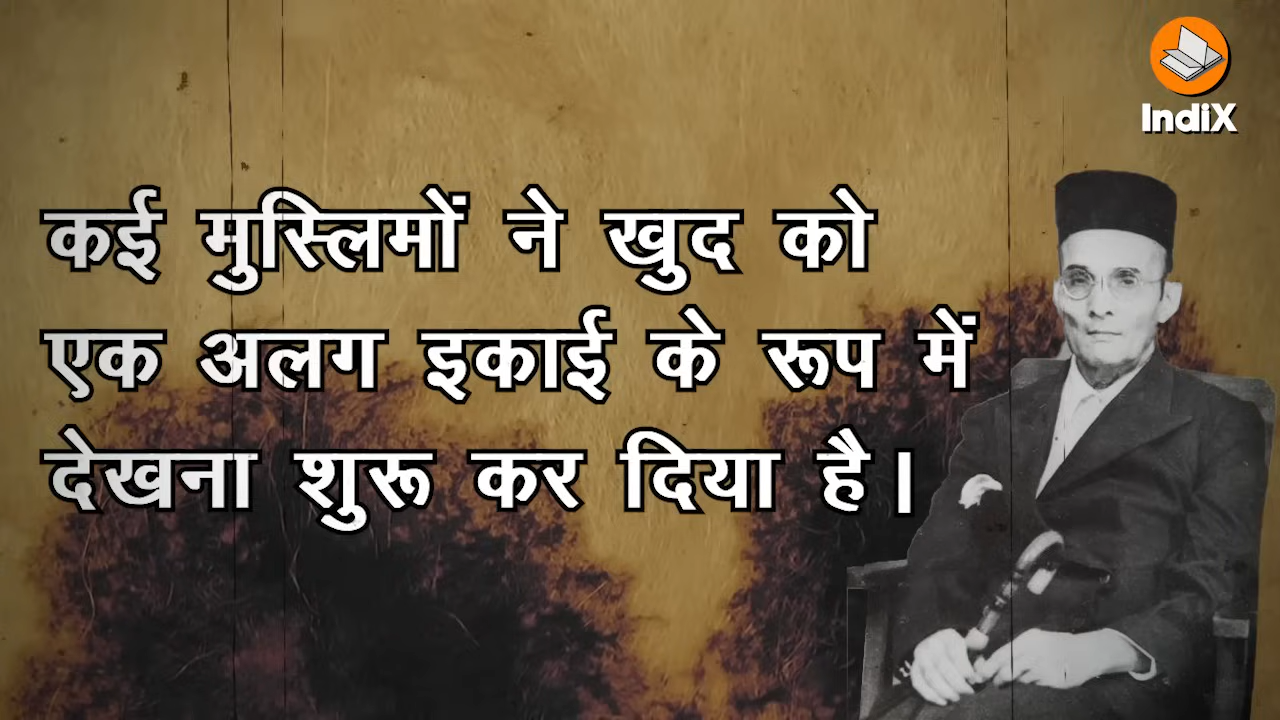 IndiX
कई मुस्लिमों ने खुद को
एक अलग इकाई के रूप में
देखना शुरू कर दिया है।